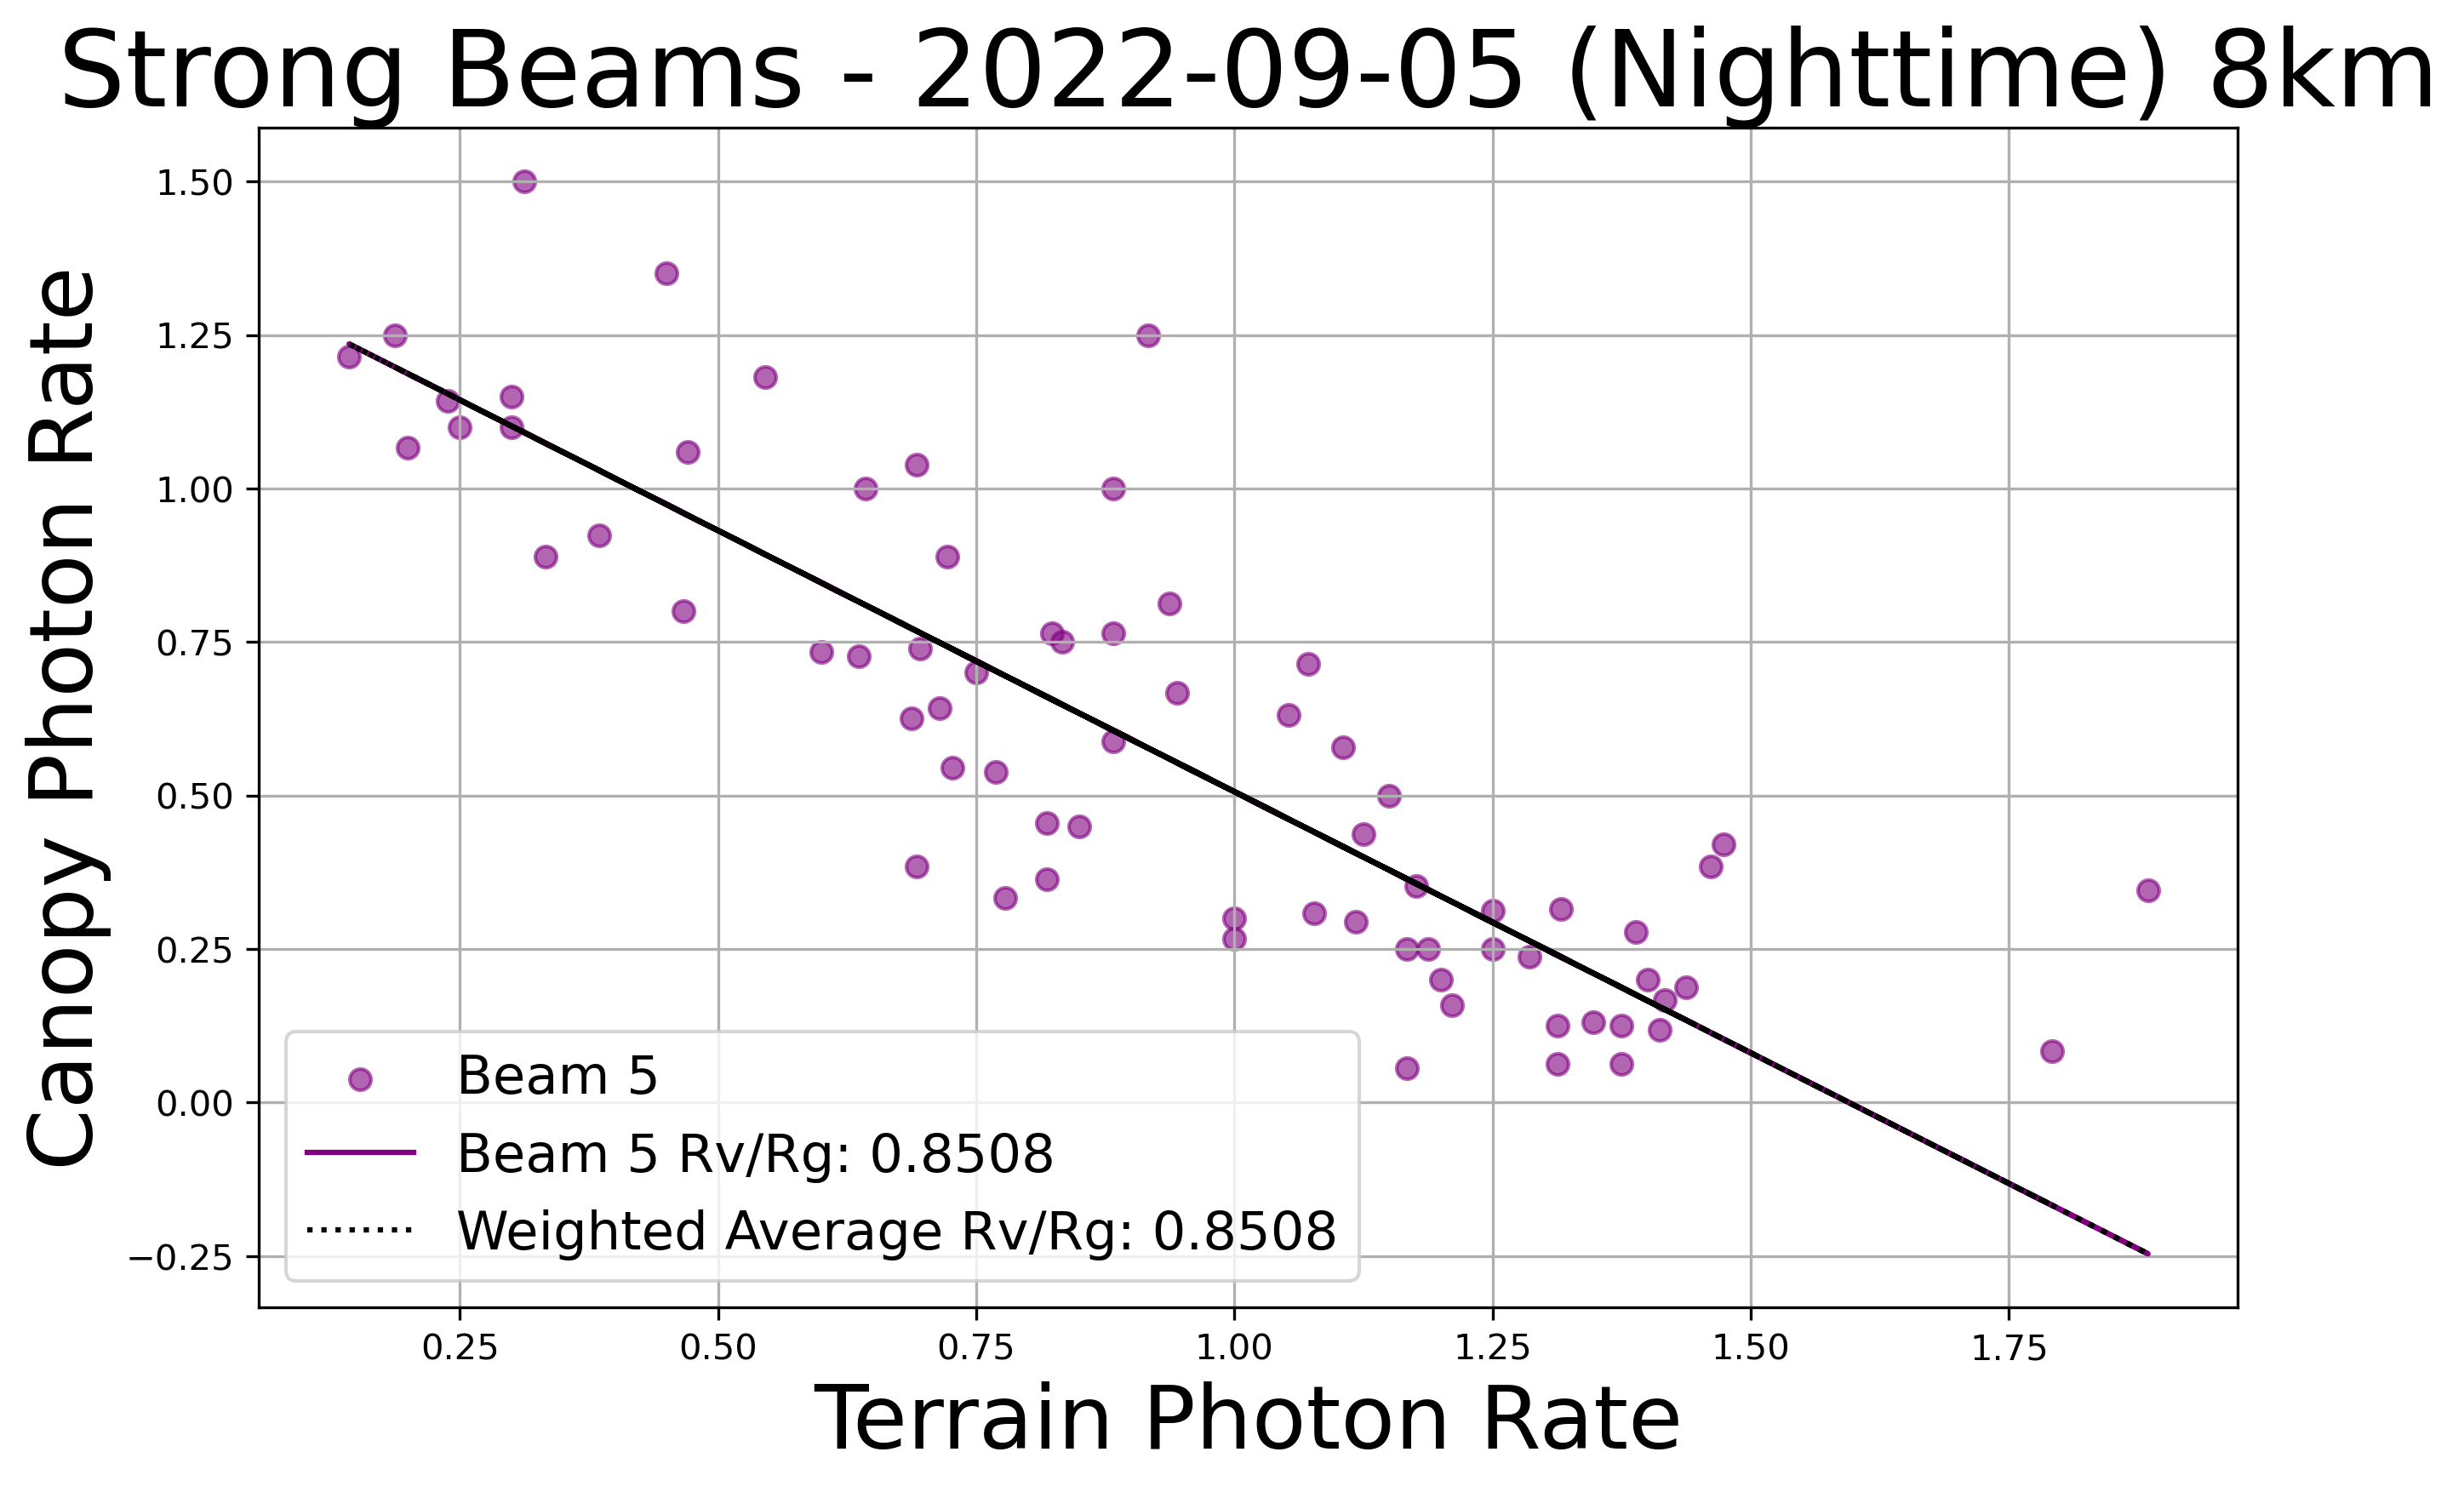 Strong Beams - 2022-09-05 (Nighttime) 8km
Canopy Photon Rate
1.50
1.25
1.00
0.75
0.50
0.25
0.00
−0.25
Beam 5
Beam 5 Rv/Rg: 0.8508
Weighted Average Rv/Rg: 0.8508
0.25 0.50 0.75 1.00 1.25 1.50 1.75
Terrain Photon Rate